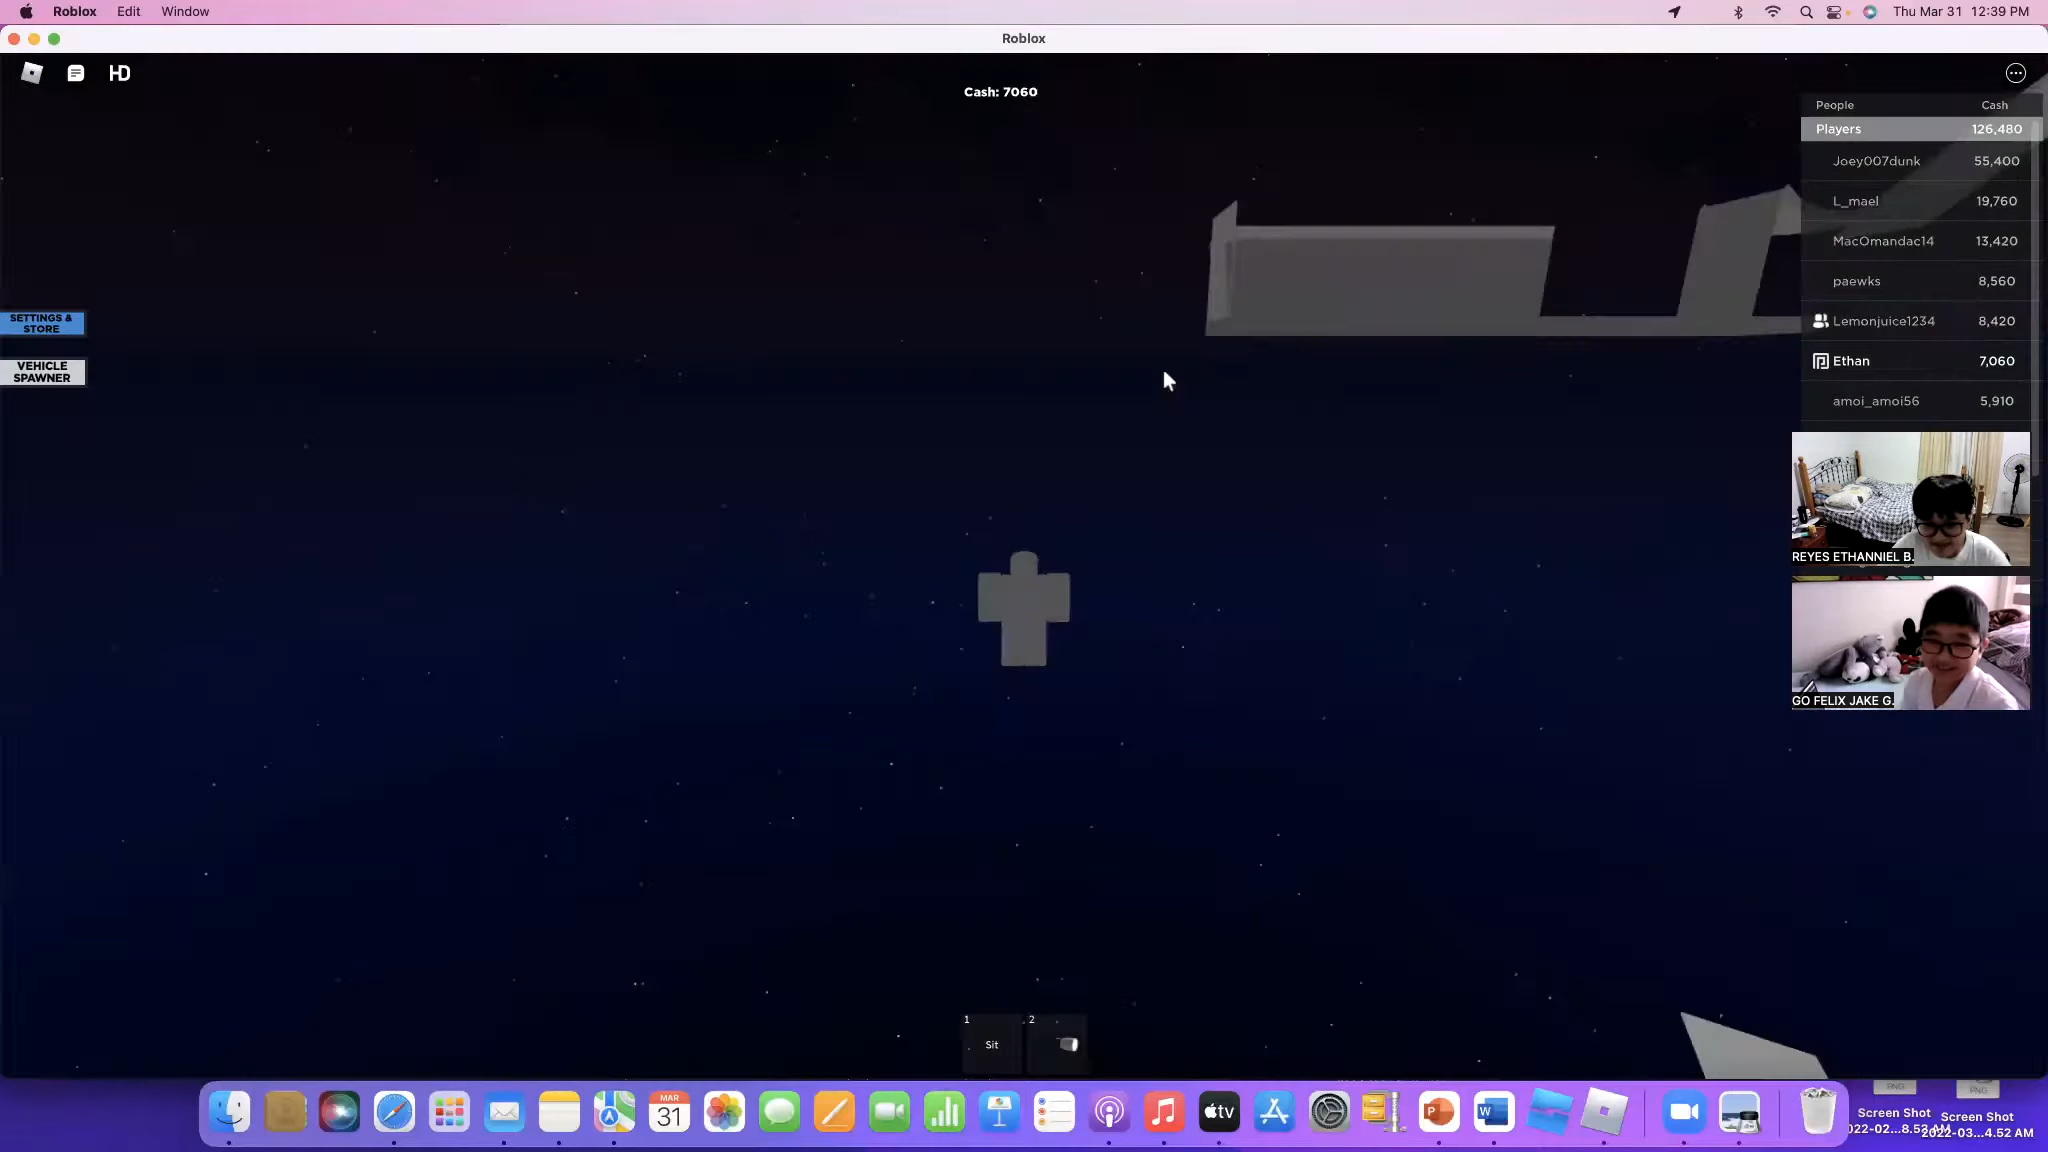 Roblox Edit Window
Thu Mar 31 12:39 PM
Roblox
HD
Cash: 7060
People Cash
Players 126,480
Joey007dunk 55,400
L_mael 19,760
MacOmandac14 13,420
paewks 8,560
Lemonjuice1234 8,420
Ethan 7,060
amoi_amoi56 5,910
SETTINGS &
STORE
VEHICLE
SPAWNER
REYES ETHANNIEL B.
GO FELIX JAKE G.
1 2
Sit
MAR
31
tv
P
W
PNG
PNG
Screen Shot
Screen Shot
2022-03...4.52 AM